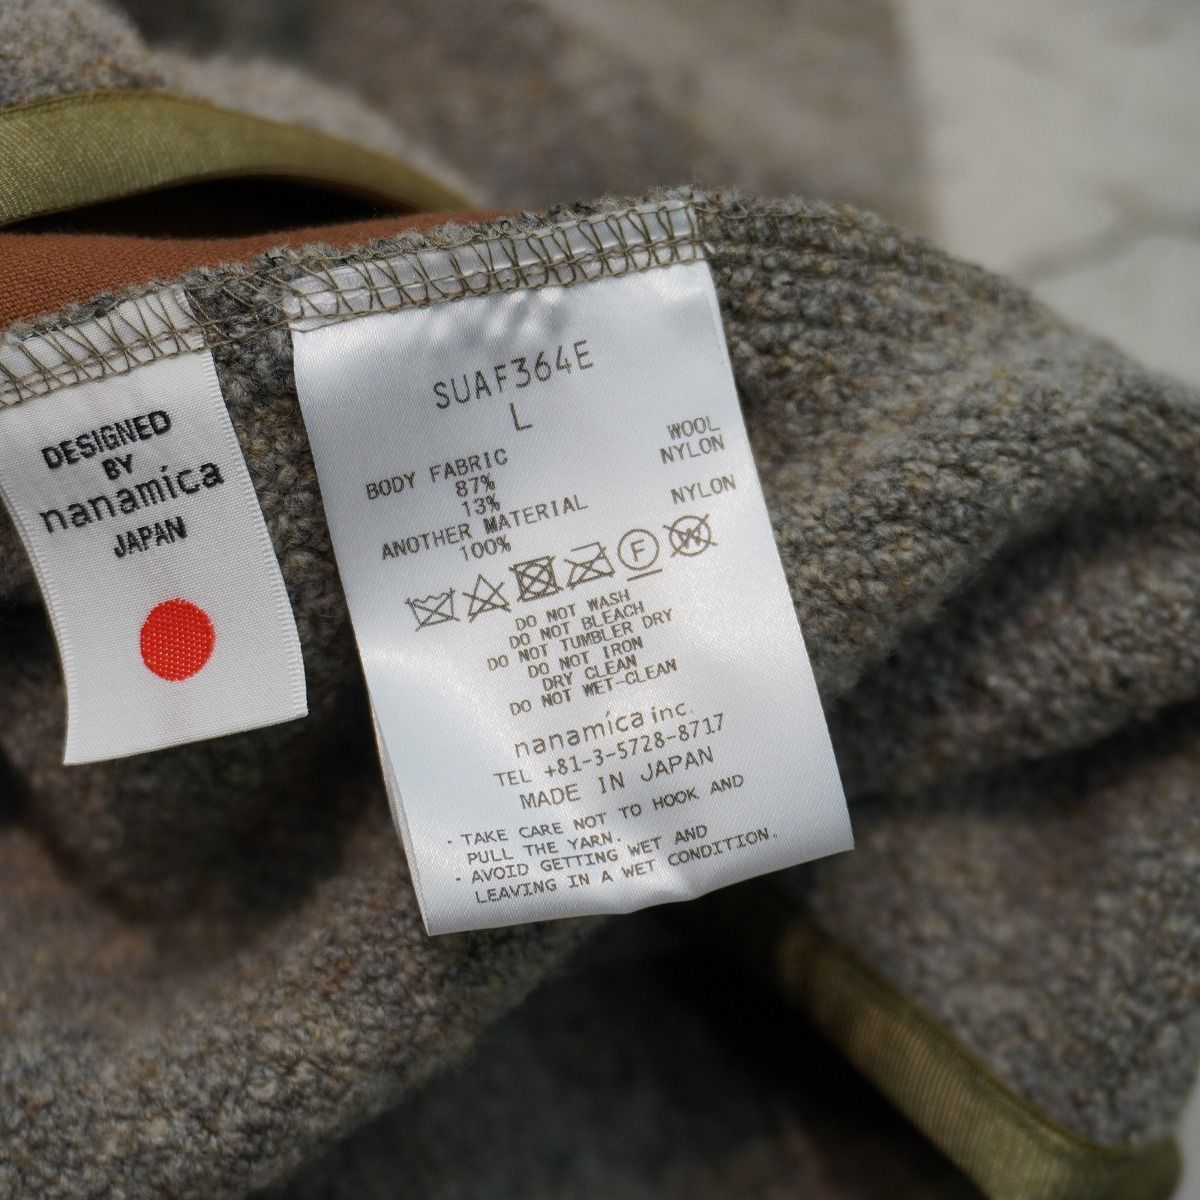 DESIGNED
BY
nanamica
JAPAN
SUAF364E
L
BODY FABRIC
87% WOOL
13% NYLON
ANOTHER MATERIAL
100% NYLON
F W
DO NOT WASH
DO NOT BLEACH
DO NOT TUMBLER DRY
DO NOT IRON
DRY CLEAN
DO NOT WET-CLEAN
nanamica inc.
TEL +81-3-5728-8717
MADE IN JAPAN
· TAKE CARE NOT TO HOOK AND
PULL THE YARN.
· AVOID GETTING WET AND
LEAVING IN A WET CONDITION.